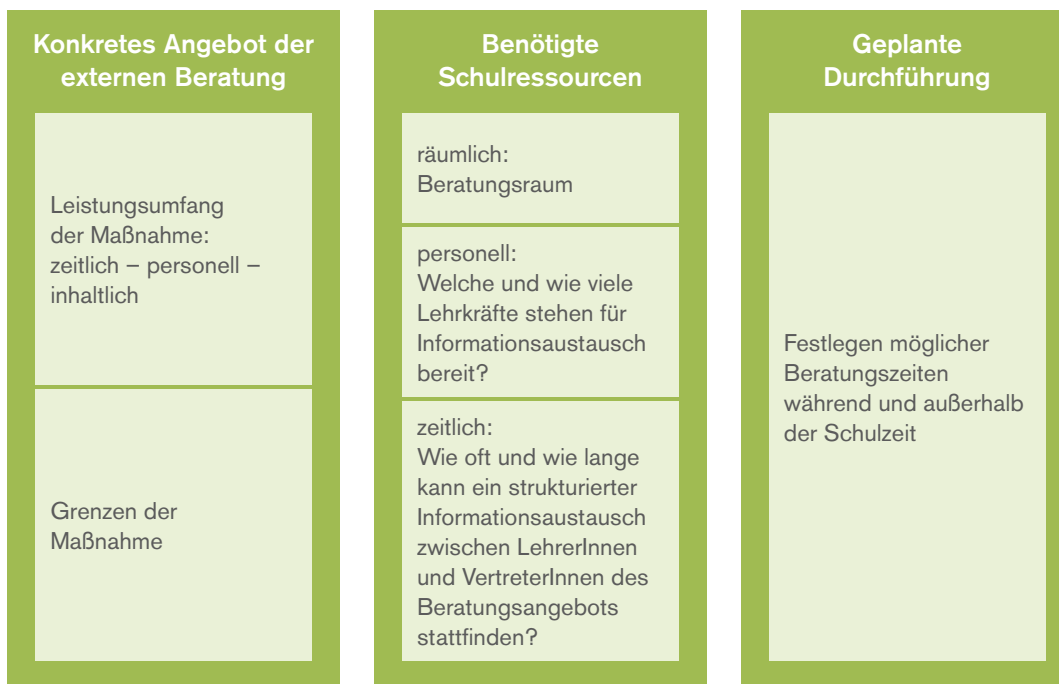 Konkretes Angebot der
externen Beratung
Leistungsumfang
der Maßnahme:
zeitlich – personell –
inhaltlich
Grenzen der
Maßnahme
Benötigte
Schulressourcen
räumlich:
Beratungsraum
personell:
Welche und wie viele
Lehrkräfte stehen für
Informationsaustausch
bereit?
zeitlich:
Wie oft und wie lange
kann ein strukturierter
Informationsaustausch
zwischen LehrerInnen
und VertreterInnen des
Beratungsangebots
stattfinden?
Geplante
Durchführung
Festlegen möglicher
Beratungszeiten
während und außerhalb
der Schulzeit